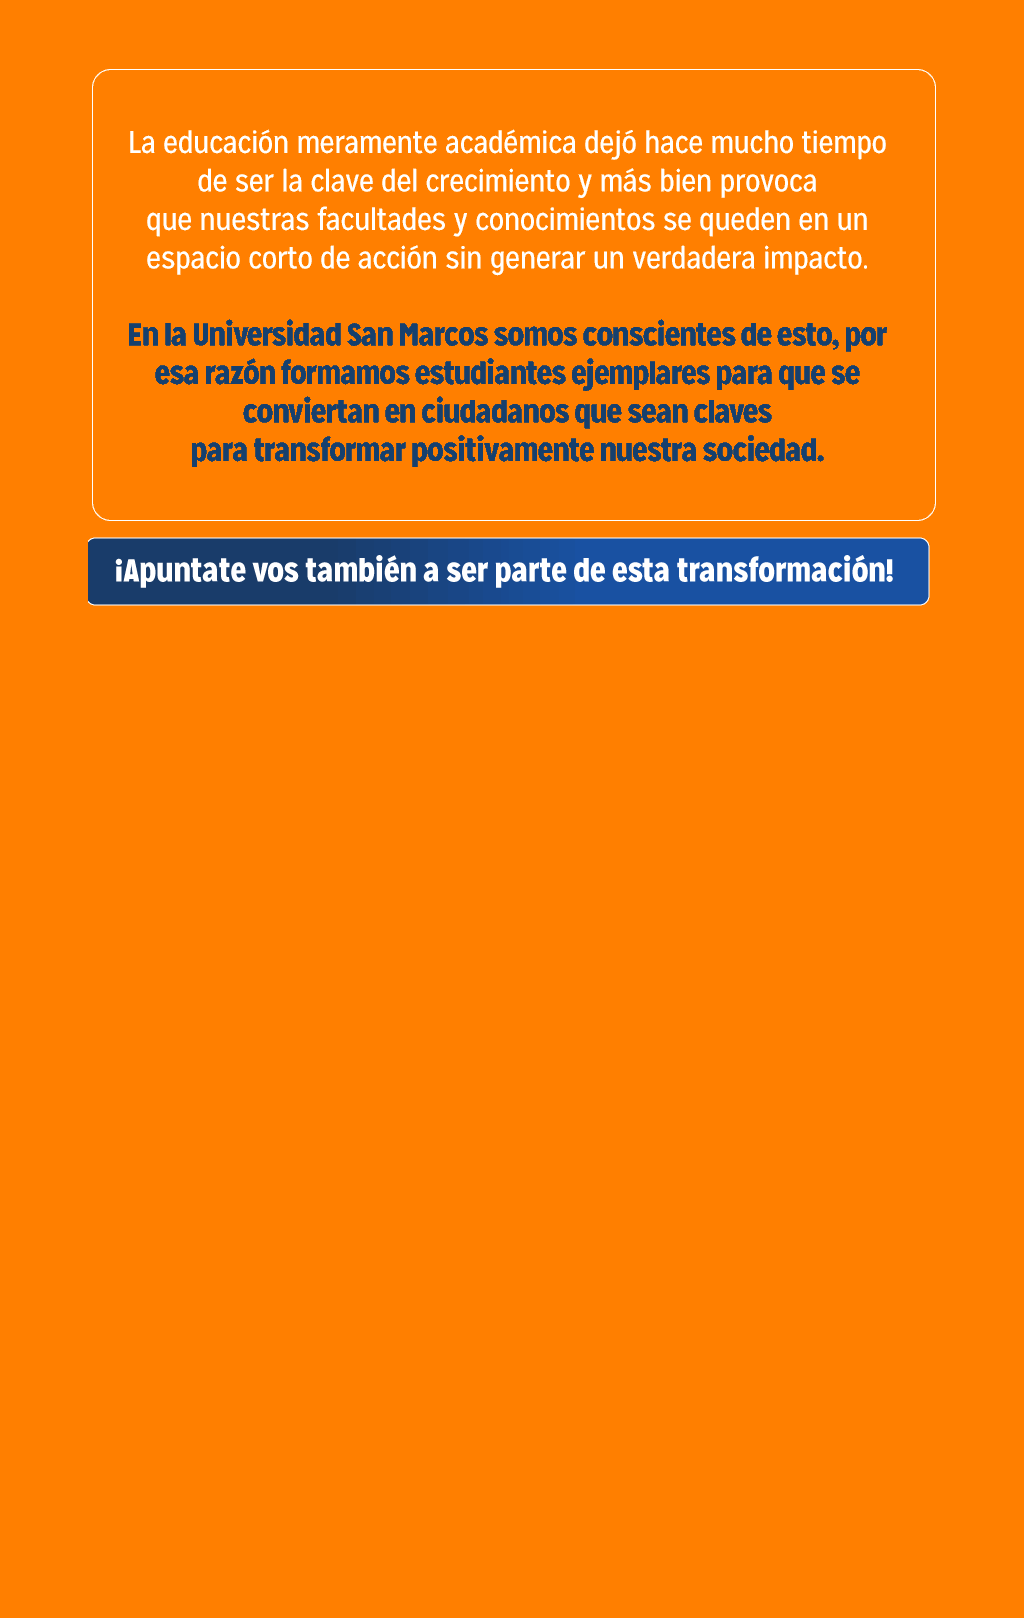 La educación meramente académica dejó hace mucho tiempo
de ser la clave del crecimiento y más bien provoca
que nuestras facultades y conocimientos se queden en un
espacio corto de acción sin generar un verdadera impacto.
En la Universidad San Marcos somos conscientes de esto, por
esa razón formamos estudiantes ejemplares para que se
conviertan en ciudadanos que sean claves
para transformar positivamente nuestra sociedad.
¡Apuntate vos también a ser parte de esta transformación!